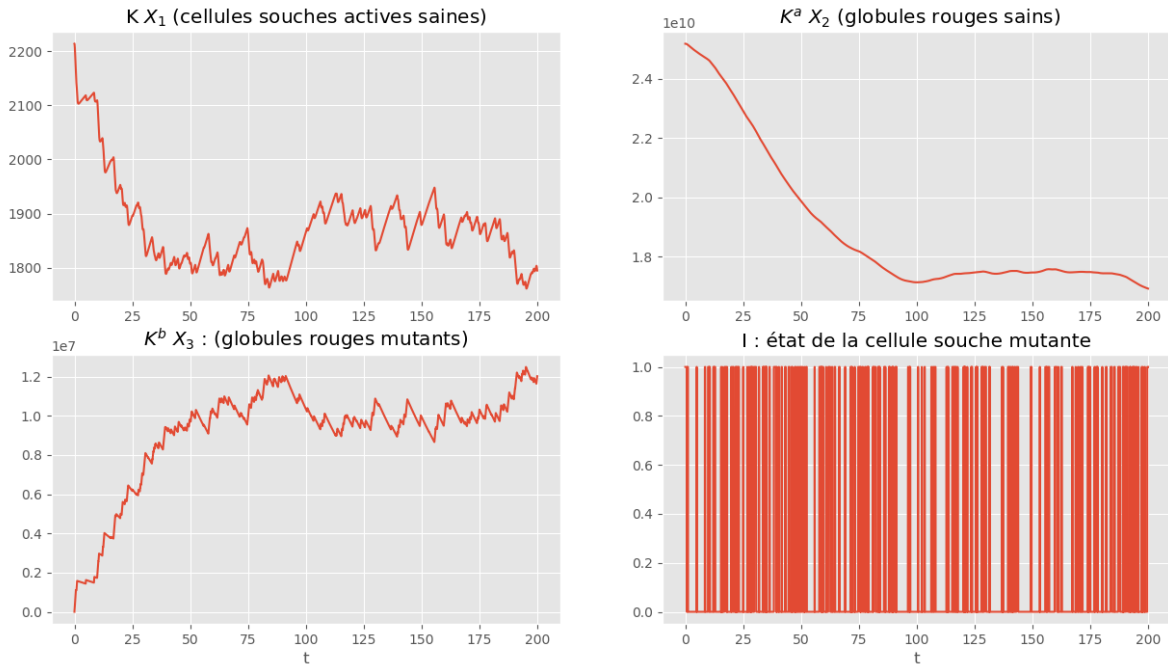 K X₁ (cellules souches actives saines)
2200
2100
2000
1900
1800
0 25 50 75 100 125 150 175 200
Kᵃ X₂ (globules rouges sains)
1e10
2.4
2.2
2.0
1.8
0 25 50 75 100 125 150 175 200
Kᵇ X₃ : (globules rouges mutants)
1e7
1.2
1.0
0.8
0.6
0.4
0.2
0.0
0 25 50 75 100 125 150 175 200
t
I : état de la cellule souche mutante
1.0
0.8
0.6
0.4
0.2
0.0
0 25 50 75 100 125 150 175 200
t